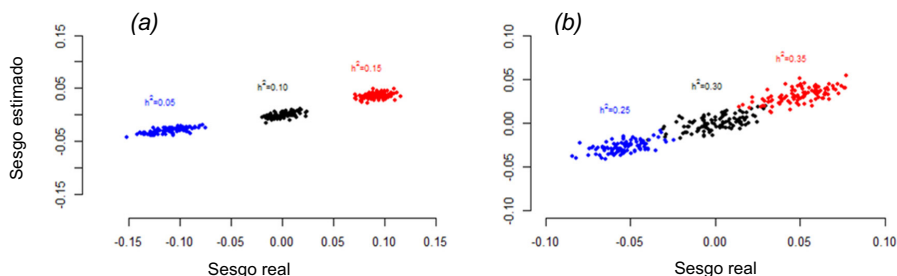 (a)
Sesgo estimado
0.15
0.05
-0.05
-0.15
h²=0.05
h²=0.10
h²=0.15
-0.15 -0.10 -0.05 0.00 0.05 0.10 0.15
Sesgo real
(b)
0.10
0.05
0.00
-0.05
-0.10
h²=0.25
h²=0.30
h²=0.35
-0.10 -0.05 0.00 0.05 0.10
Sesgo real